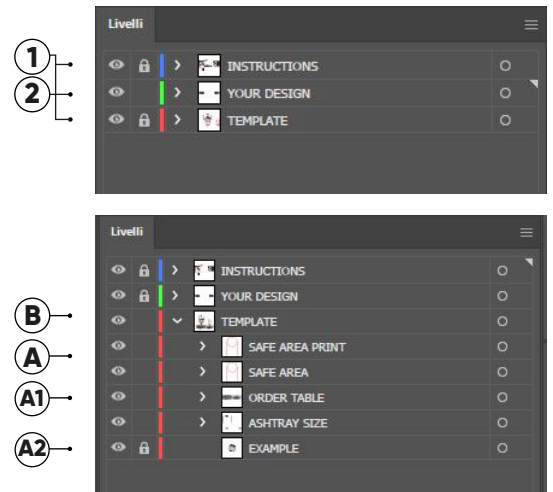 Livelli
1
INSTRUCTIONS
2
YOUR DESIGN
TEMPLATE
Livelli
INSTRUCTIONS
YOUR DESIGN
B
TEMPLATE
A
SAFE AREA PRINT
SAFE AREA
A1
ORDER TABLE
ASHTRAY SIZE
A2
EXAMPLE